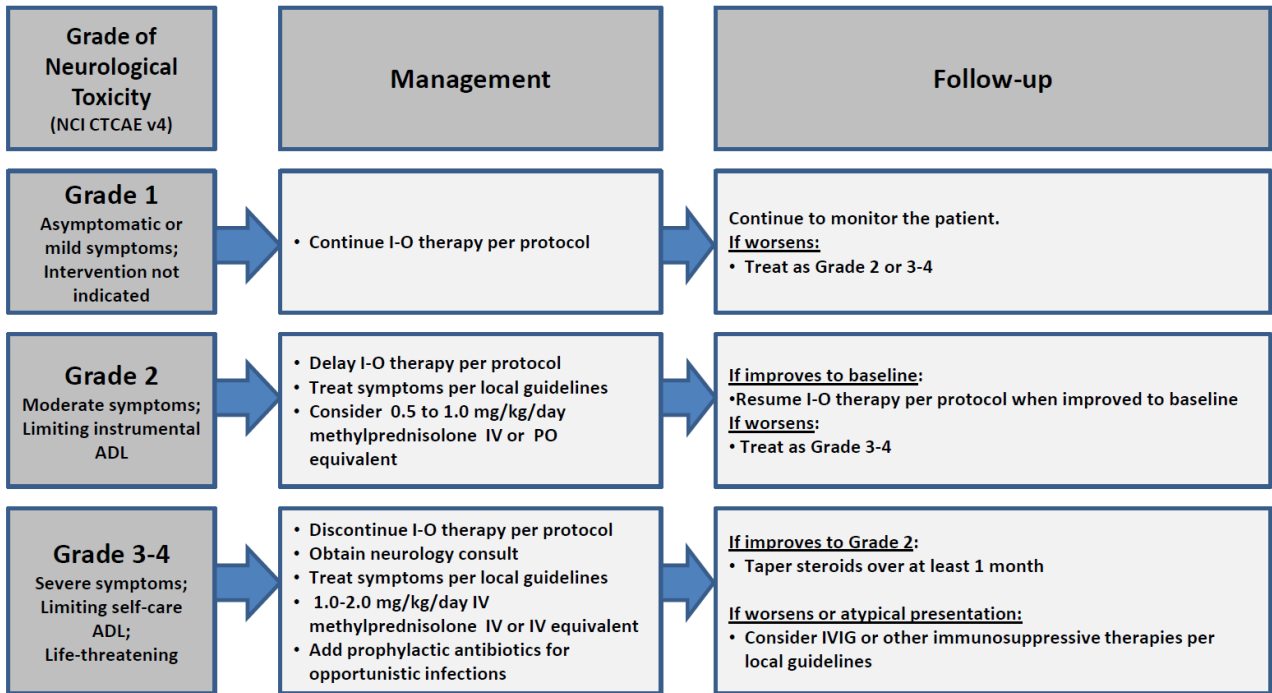 Grade of
Neurological
Toxicity
(NCI CTCAE v4)
Management
Follow-up
Grade 1
Asymptomatic or
mild symptoms;
Intervention not
indicated
• Continue I-O therapy per protocol
Continue to monitor the patient.
If worsens:
• Treat as Grade 2 or 3-4
Grade 2
Moderate symptoms;
Limiting instrumental
ADL
• Delay I-O therapy per protocol
• Treat symptoms per local guidelines
• Consider 0.5 to 1.0 mg/kg/day
methylprednisolone IV or PO
equivalent
If improves to baseline:
•Resume I-O therapy per protocol when improved to baseline
If worsens:
• Treat as Grade 3-4
Grade 3-4
Severe symptoms;
Limiting self-care
ADL;
Life-threatening
• Discontinue I-O therapy per protocol
• Obtain neurology consult
• Treat symptoms per local guidelines
• 1.0-2.0 mg/kg/day IV
methylprednisolone IV or IV equivalent
• Add prophylactic antibiotics for
opportunistic infections
If improves to Grade 2:
• Taper steroids over at least 1 month
If worsens or atypical presentation:
• Consider IVIG or other immunosuppressive therapies per
local guidelines